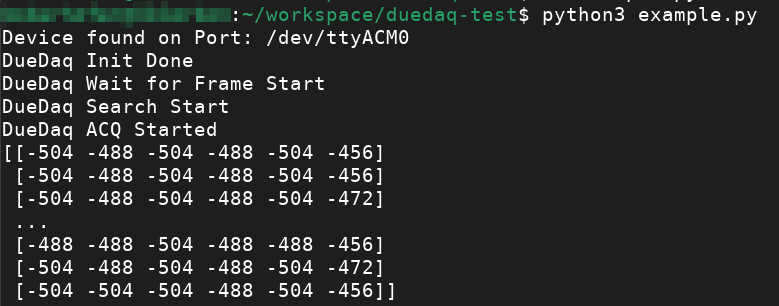 :~/workspace/duedaq-test$ python3 example.py
Device found on Port: /dev/ttyACM0
DueDaq Init Done
DueDaq Wait for Frame Start
DueDaq Search Start
DueDaq ACQ Started
[[-504 -488 -504 -488 -504 -456]
 [-504 -488 -504 -488 -504 -456]
 [-504 -488 -504 -488 -504 -472]
 ...
 [-488 -488 -504 -488 -488 -456]
 [-504 -488 -504 -488 -504 -472]
 [-504 -504 -504 -488 -504 -456]]